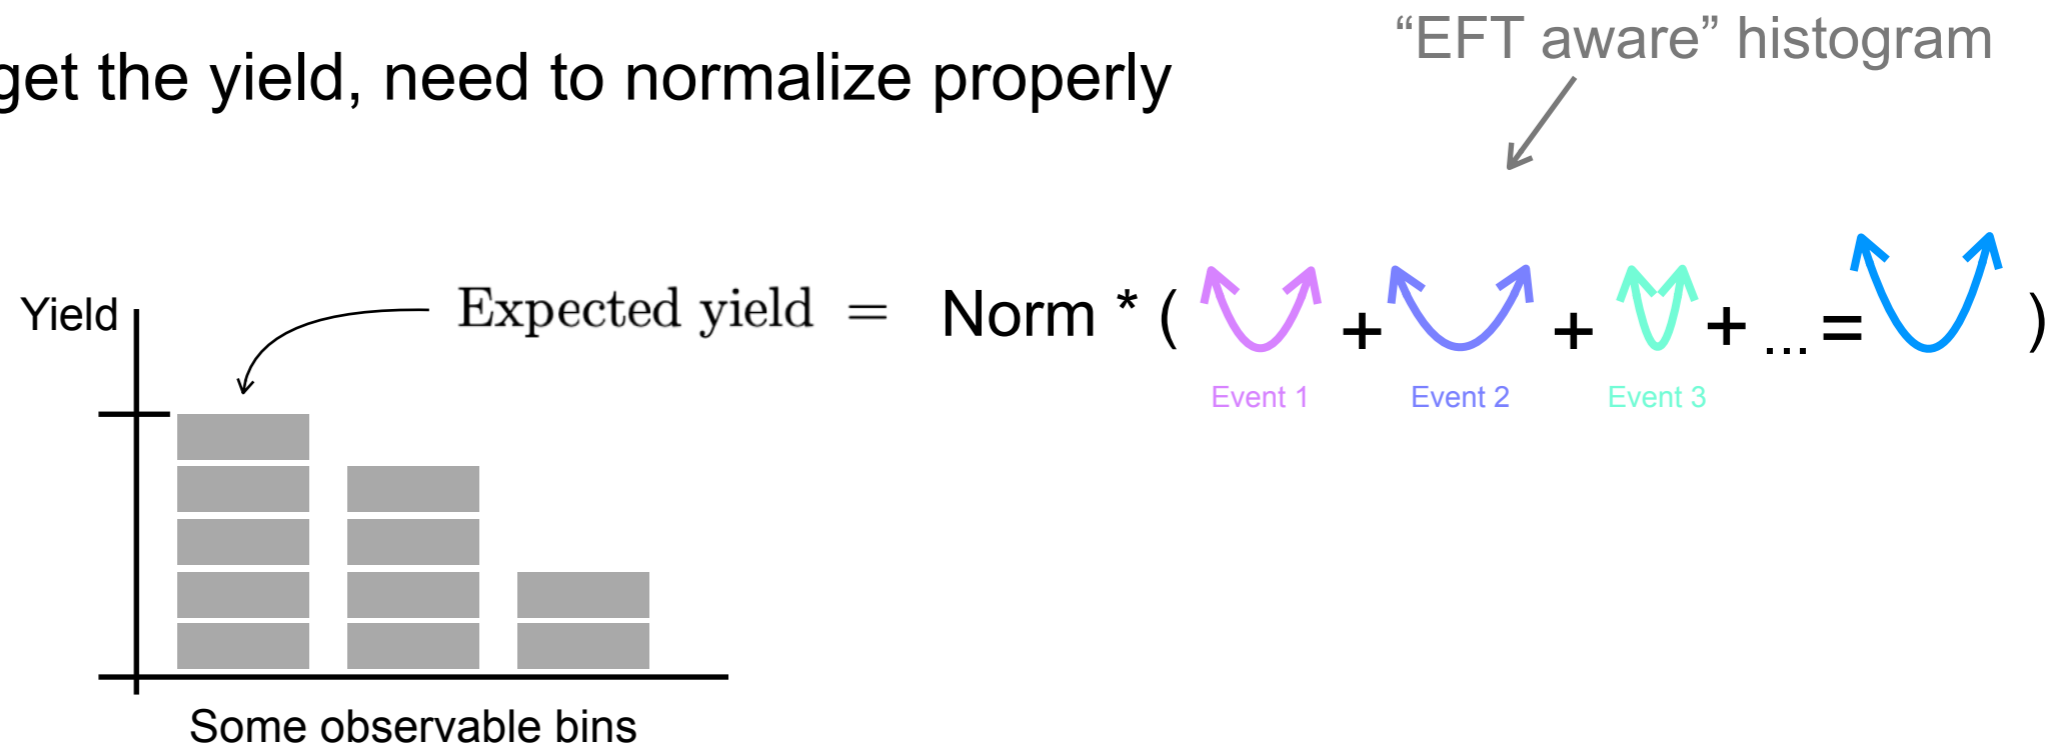 get the yield, need to normalize properly
“EFT aware” histogram
Yield
Expected yield = Norm * ( + + + ... = )
Event 1 Event 2 Event 3
Some observable bins